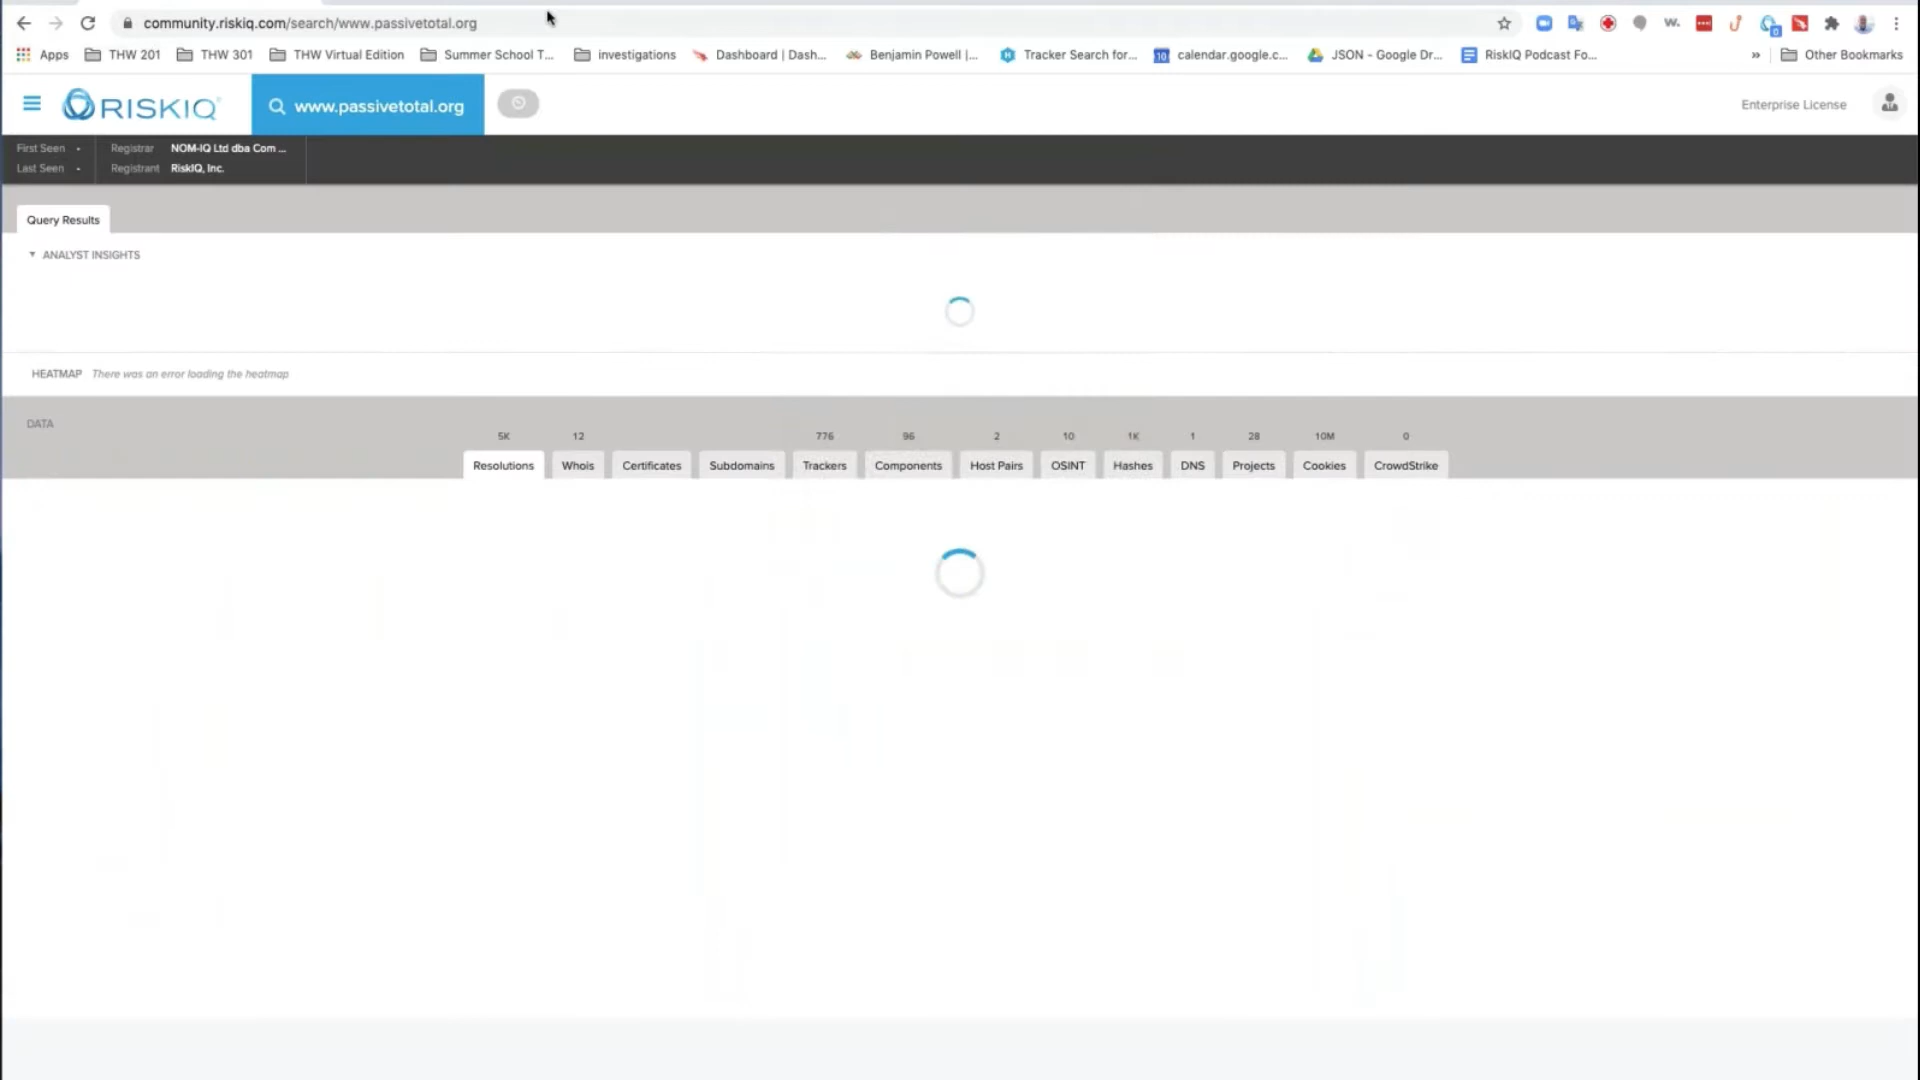 community.riskiq.com/search/www.passivetotal.org
Apps THW 201 THW 301 THW Virtual Edition Summer School T... investigations Dashboard | Dash... Benjamin Powell |... Tracker Search for... calendar.google.c... JSON - Google Dr... RiskIQ Podcast Fo... » Other Bookmarks
RISKIQ www.passivetotal.org Enterprise License
First Seen - Registrar NOM-IQ Ltd dba Com ...
Last Seen - Registrant RiskIQ, Inc.
Query Results
ANALYST INSIGHTS
HEATMAP There was an error loading the heatmap
DATA
5K 12 776 96 2 10 1K 1 28 10M 0
Resolutions Whois Certificates Subdomains Trackers Components Host Pairs OSINT Hashes DNS Projects Cookies CrowdStrike